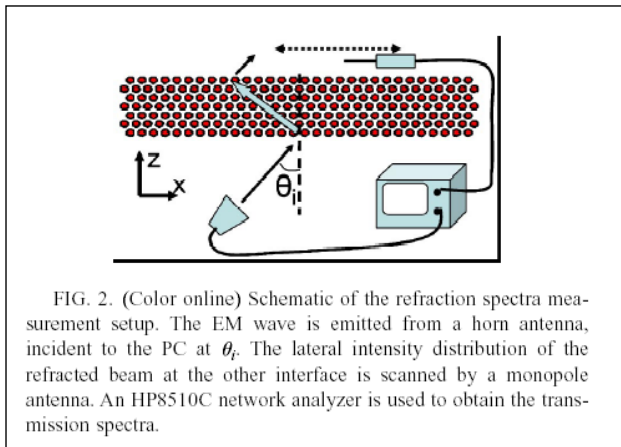 z
x
θi
FIG. 2. (Color online) Schematic of the refraction spectra mea-
surement setup. The EM wave is emitted from a horn antenna,
incident to the PC at θi. The lateral intensity distribution of the
refracted beam at the other interface is scanned by a monopole
antenna. An HP8510C network analyzer is used to obtain the trans-
mission spectra.